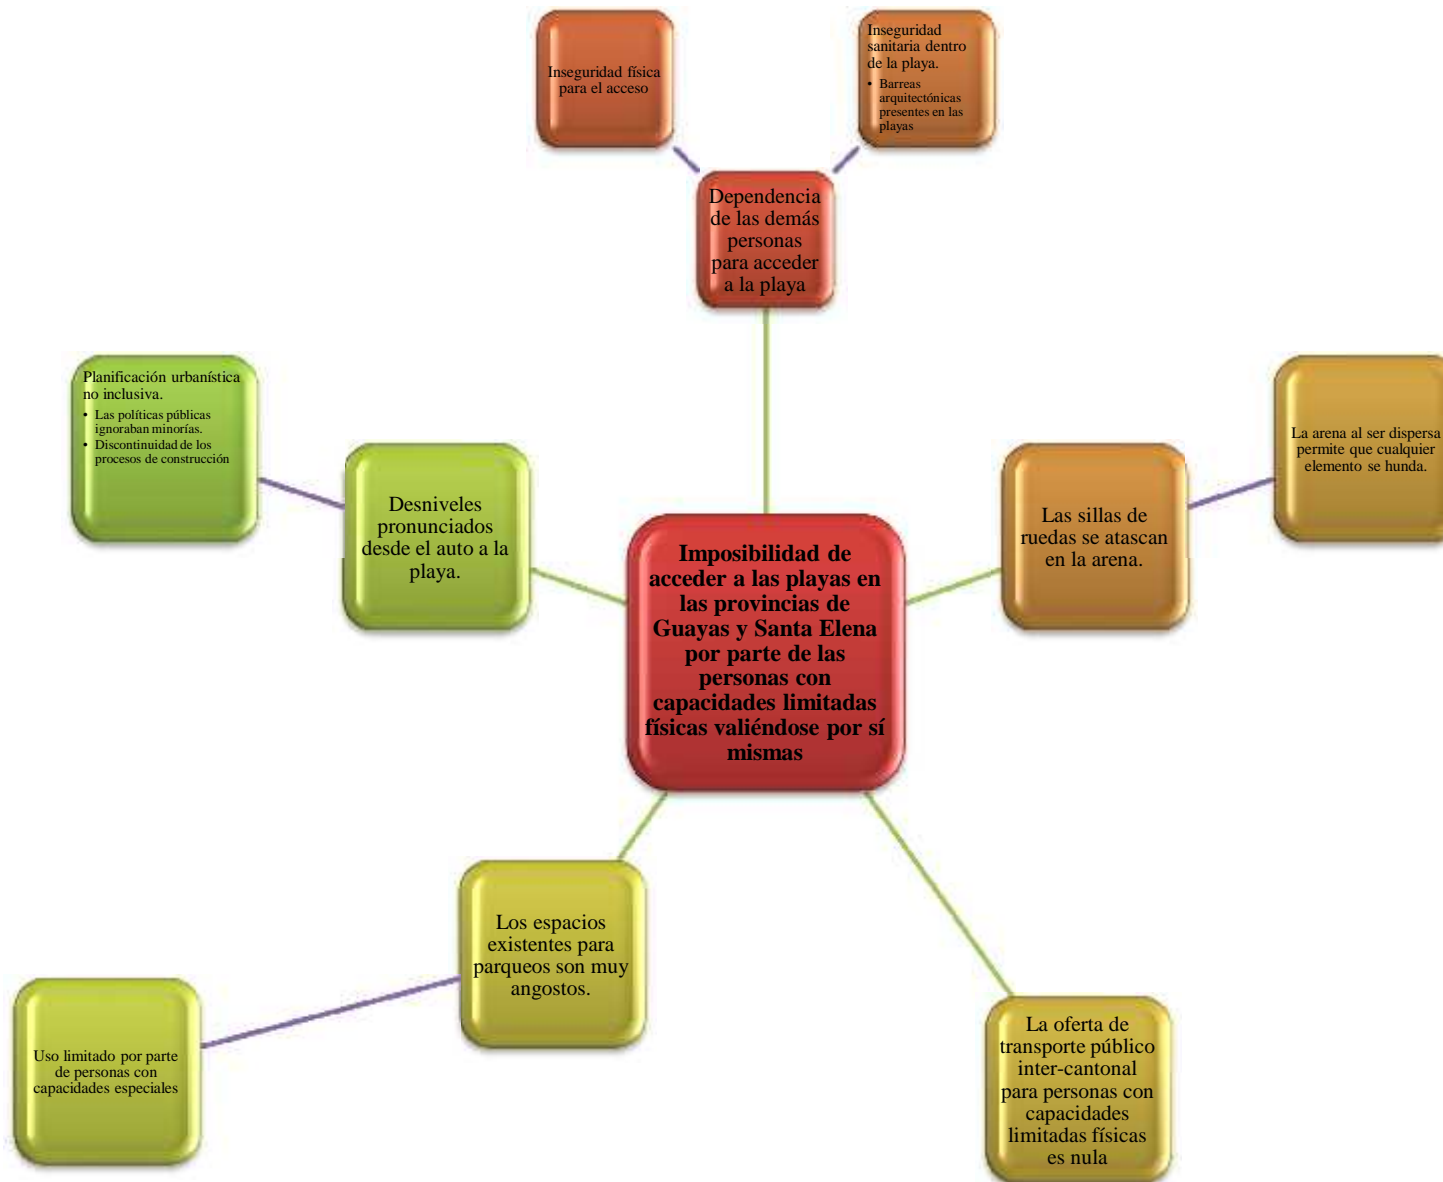 Inseguridad física
para el acceso
Inseguridad
sanitaria dentro
de la playa.
• Barreas
arquitectónicas
presentes en las
playas
Dependencia
de las demás
personas
para acceder
a la playa
Planificación urbanística
no inclusiva.
• Las políticas públicas
ignoraban minorías.
• Discontinuidad de los
procesos de construcción
Desniveles
pronunciados
desde el auto a la
playa.
La arena al ser dispersa
permite que cualquier
elemento se hunda.
Las sillas de
ruedas se atascan
en la arena.
Imposibilidad de
acceder a las playas en
las provincias de
Guayas y Santa Elena
por parte de las
personas con
capacidades limitadas
físicas valiéndose por sí
mismas
Los espacios
existentes para
parqueos son muy
angostos.
Uso limitado por parte
de personas con
capacidades especiales
La oferta de
transporte público
inter-cantonal
para personas con
capacidades
limitadas físicas
es nula